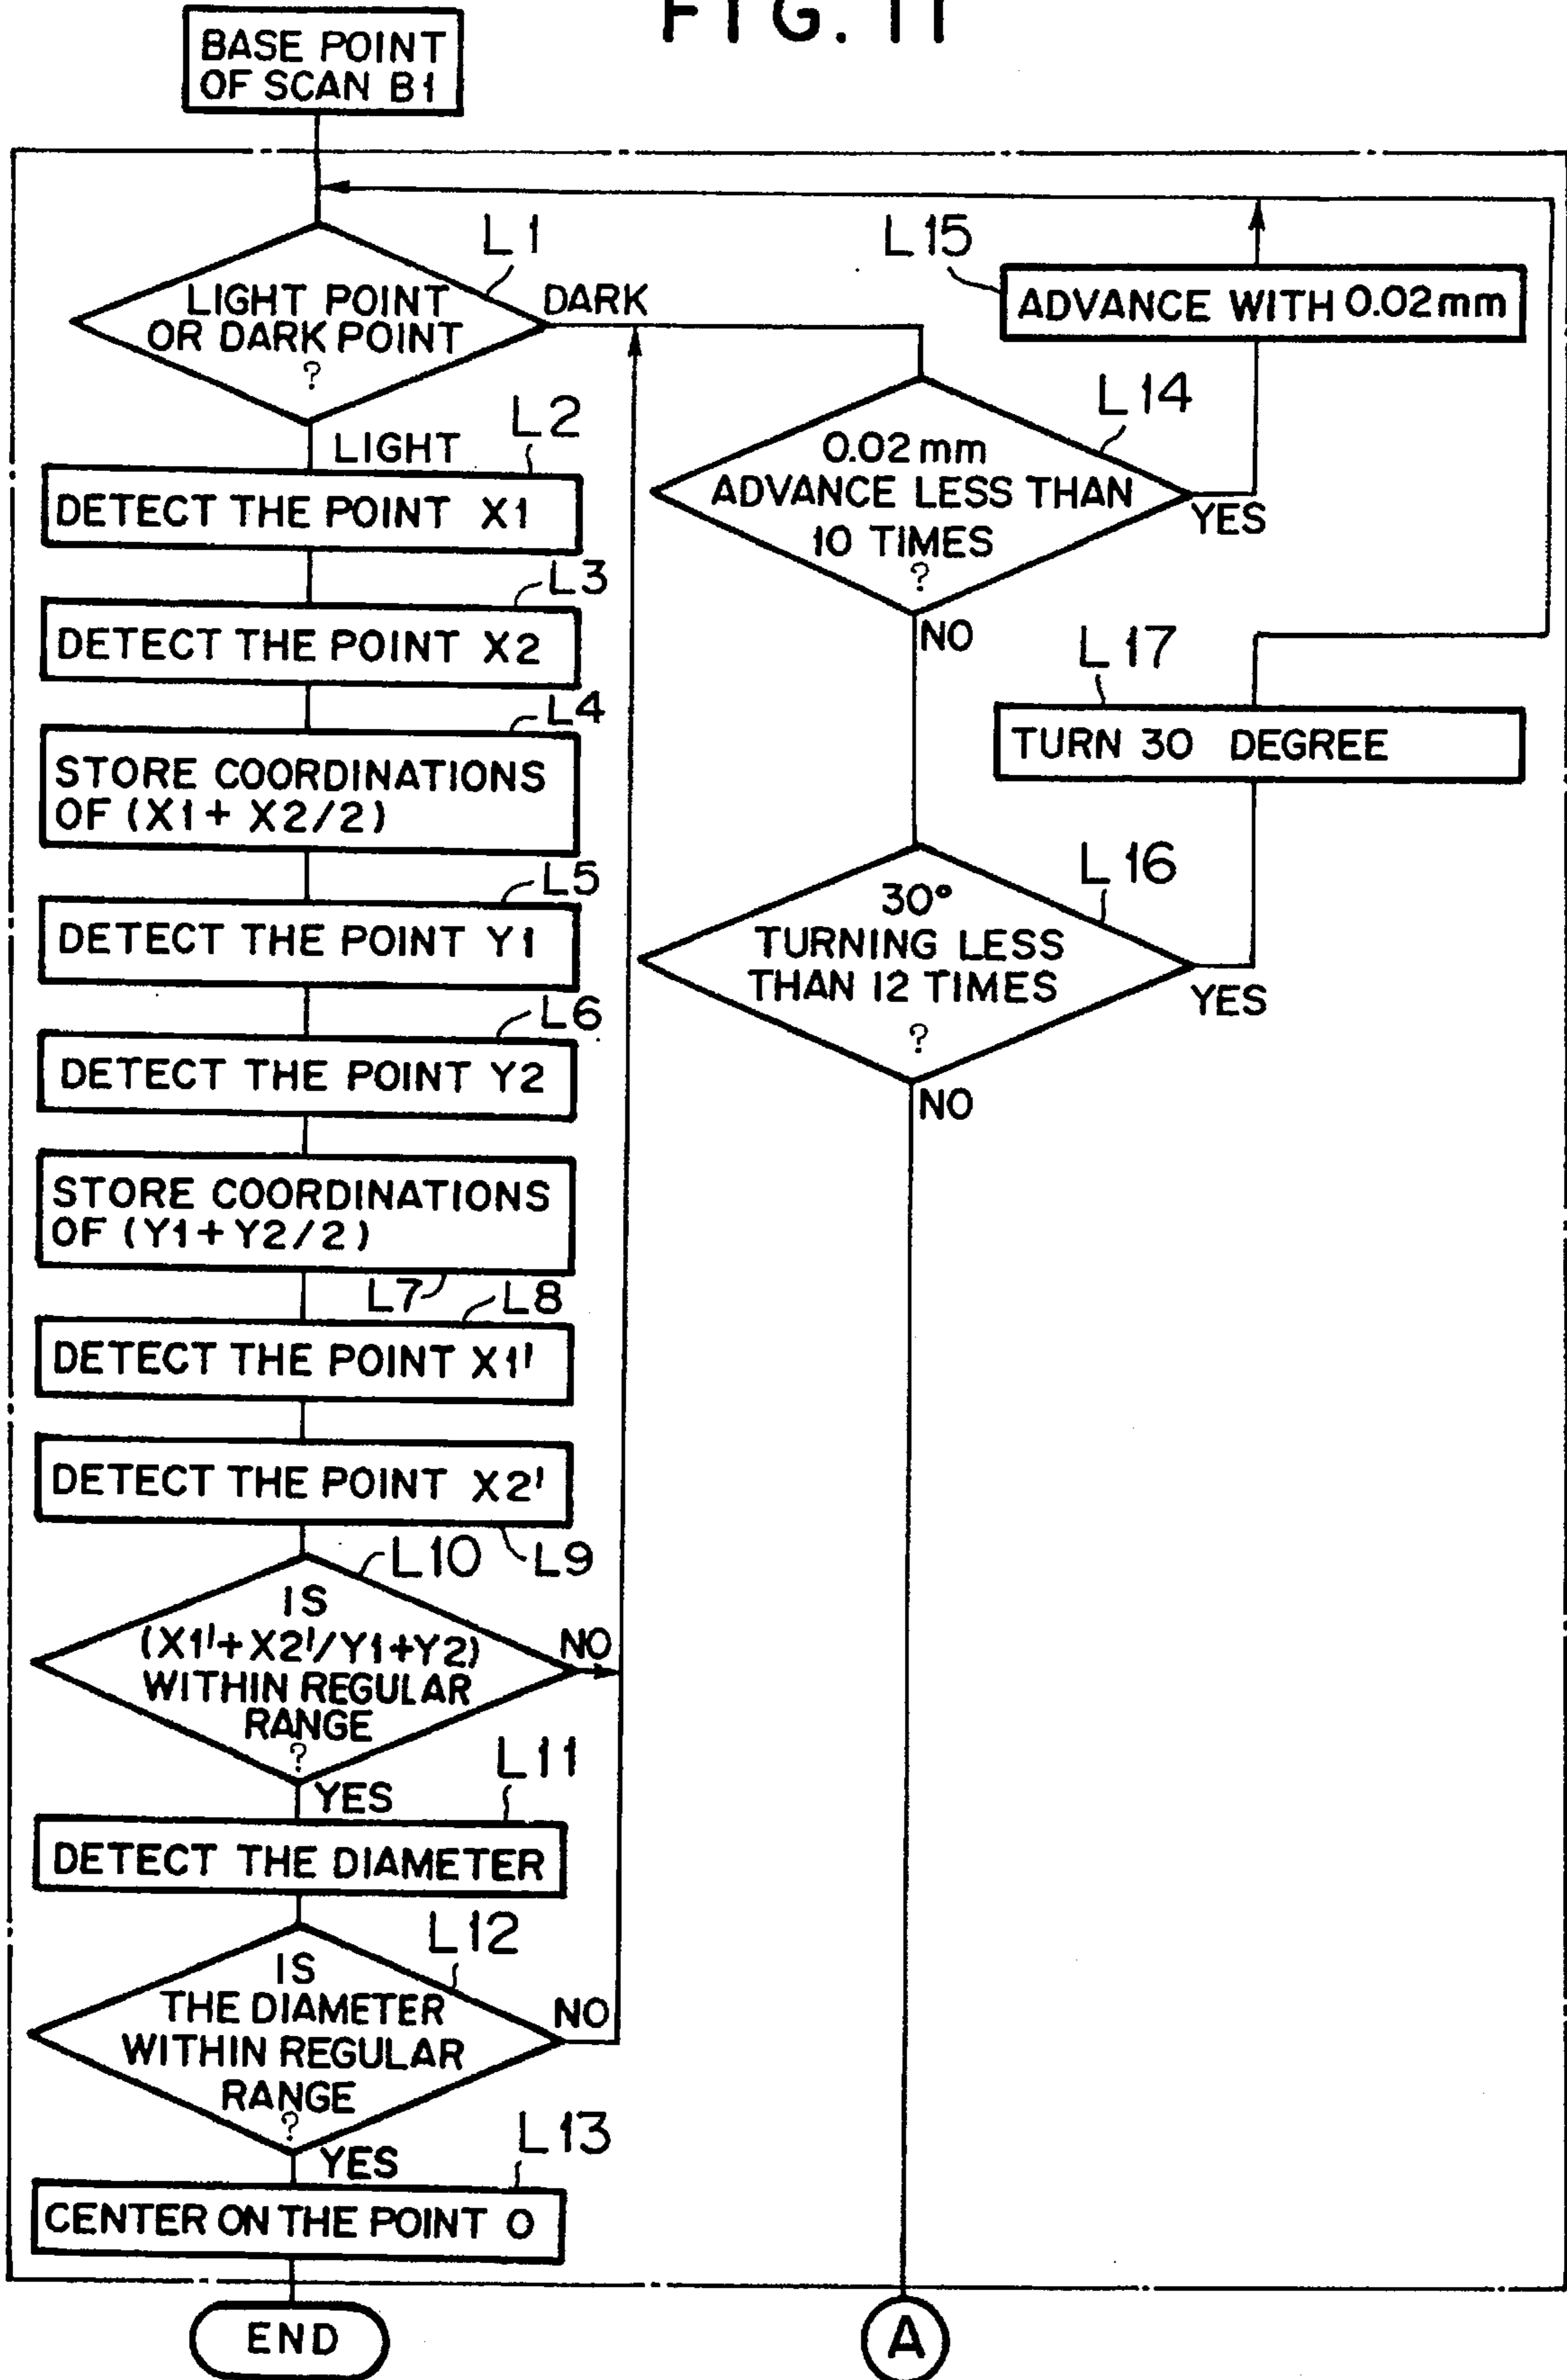 FIG. 11
BASE POINT
OF SCAN B1
L1
LIGHT POINT
OR DARK POINT
?
DARK
LIGHT
L2
DETECT THE POINT X1
L3
DETECT THE POINT X2
L4
STORE COORDINATIONS
OF (X1+ X2/2)
L5
DETECT THE POINT Y1
L6
DETECT THE POINT Y2
STORE COORDINATIONS
OF (Y1+Y2/2)
L7
L8
DETECT THE POINT X1'
DETECT THE POINT X2'
L9
L10
IS
(X1'+X2'/Y1+Y2)
WITHIN REGULAR
RANGE
?
NO
YES
L11
DETECT THE DIAMETER
L12
IS
THE DIAMETER
WITHIN REGULAR
RANGE
?
NO
YES
L13
CENTER ON THE POINT O
END
L15
ADVANCE WITH 0.02mm
L14
0.02mm
ADVANCE LESS THAN
10 TIMES
?
YES
NO
L17
TURN 30 DEGREE
L16
30°
TURNING LESS
THAN 12 TIMES
?
YES
NO
A